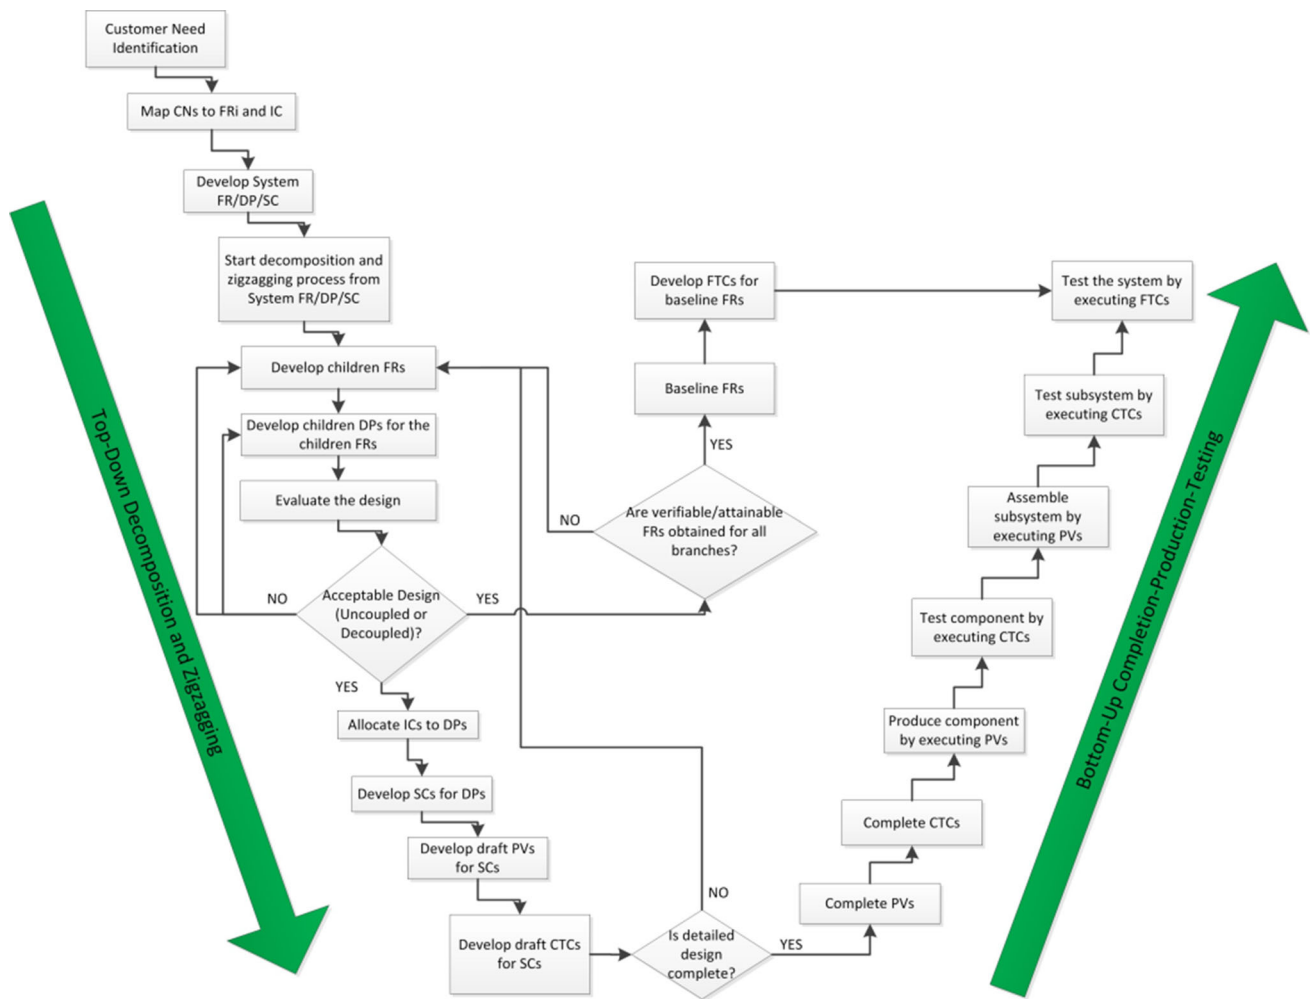 Customer Need
Identification
Map CNs to FRi and IC
Develop System
FR/DP/SC
Start decomposition and
zigzagging process from
System FR/DP/SC
Develop children FRs
Develop children DPs for the
children FRs
Evaluate the design
Acceptable Design
(Uncoupled or
Decoupled)?
NO
YES
YES
Allocate ICs to DPs
Develop SCs for DPs
Develop draft PVs
for SCs
Develop draft CTCs
for SCs
Is detailed
design
complete?
NO
YES
Develop FTCs for
baseline FRs
Baseline FRs
YES
Are verifiable/attainable
FRs obtained for all
branches?
NO
Test the system by
executing FTCs
Test subsystem by
executing CTCs
Assemble
subsystem by
executing PVs
Test component by
executing CTCs
Produce component
by executing PVs
Complete CTCs
Complete PVs
Top-Down Decomposition and Zigzagging
Bottom-Up Completion-Production-Testing